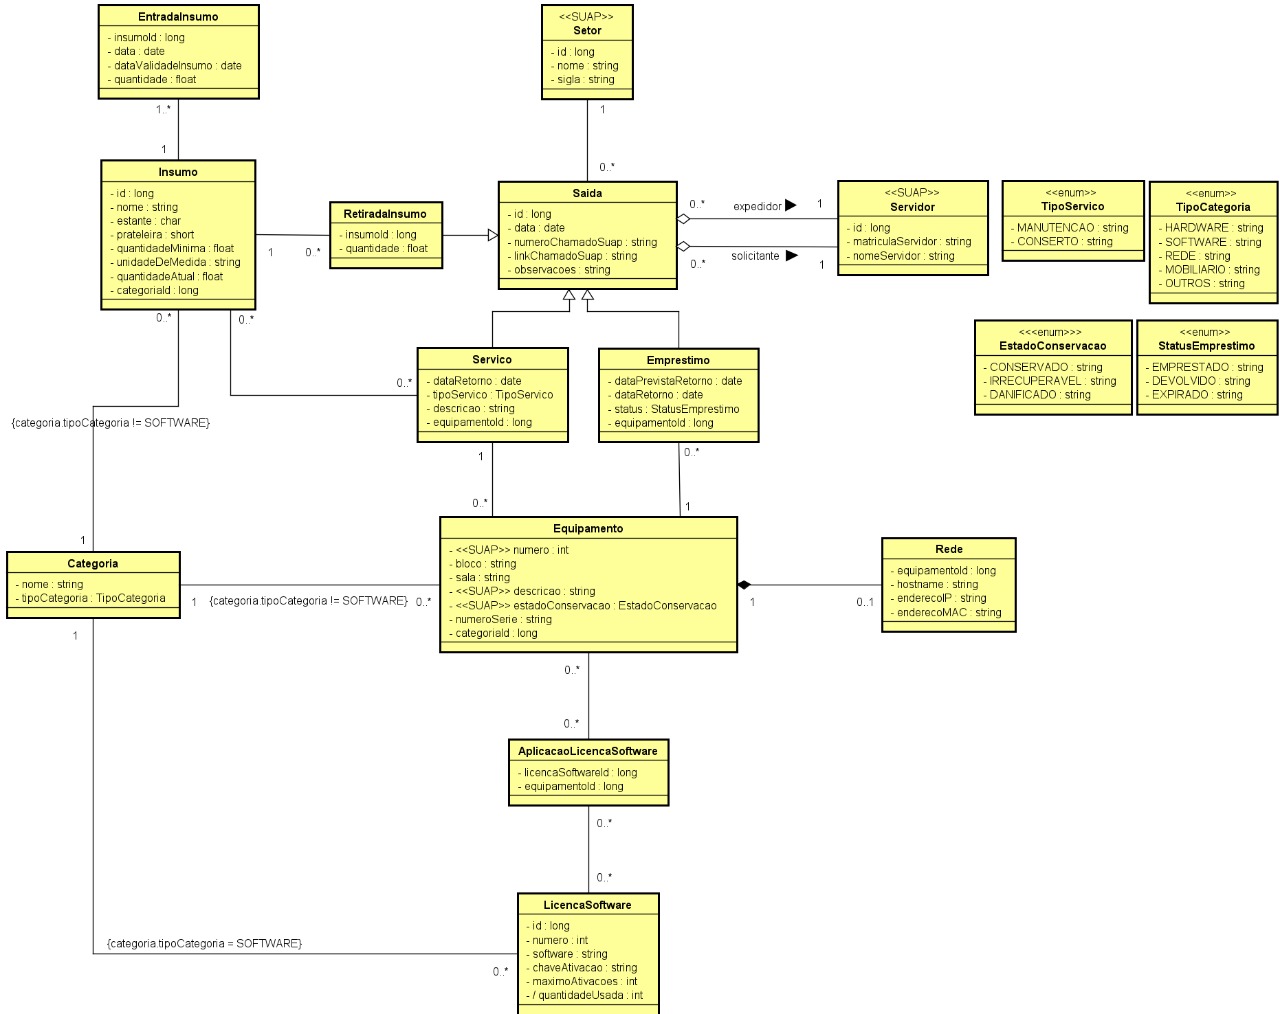 EntradaInsumo
- insumoId : long
- data : date
- dataValidadeInsumo : date
- quantidade : float
1..*
1
<<SUAP>>
Setor
- id : long
- nome : string
- sigla : string
1
0..*
Insumo
- id : long
- nome : string
- estante : char
- prateleira : short
- quantidadeMinima : float
- unidadeDeMedida : string
- quantidadeAtual : float
- categoriaId : long
1
0..*
RetiradaInsumo
- insumoId : long
- quantidade : float
Saida
- id : long
- data : date
- numeroChamadoSuap : string
- linkChamadoSuap : string
- observacoes : string
0..*
expedidor
1
0..*
solicitante
1
<<SUAP>>
Servidor
- id : long
- matriculaServidor : string
- nomeServidor : string
<<enum>>
TipoServico
- MANUTENCAO : string
- CONSERTO : string
<<enum>>
TipoCategoria
- HARDWARE : string
- SOFTWARE : string
- REDE : string
- MOBILIARIO : string
- OUTROS : string
<<<enum>>>
EstadoConservacao
- CONSERVADO : string
- IRRECUPERAVEL : string
- DANIFICADO : string
<<enum>>
StatusEmprestimo
- EMPRESTADO : string
- DEVOLVIDO : string
- EXPIRADO : string
0..*
0..*
0..*
Servico
- dataRetorno : date
- tipoServico : TipoServico
- descricao : string
- equipamentoId : long
Emprestimo
- dataPrevistaRetorno : date
- dataRetorno : date
- status : StatusEmprestimo
- equipamentoId : long
{categoria.tipoCategoria != SOFTWARE}
1
0..*
0..*
1
1
Categoria
- nome : string
- tipoCategoria : TipoCategoria
1
{categoria.tipoCategoria != SOFTWARE}
0..*
Equipamento
- <<SUAP>> numero : int
- bloco : string
- sala : string
- <<SUAP>> descricao : string
- <<SUAP>> estadoConservacao : EstadoConservacao
- numeroSerie : string
- categoriaId : long
1
0..1
Rede
- equipamentoId : long
- hostname : string
- enderecoIP : string
- enderecoMAC : string
1
0..*
0..*
AplicacaoLicencaSoftware
- licencaSoftwareId : long
- equipamentoId : long
0..*
0..*
{categoria.tipoCategoria = SOFTWARE}
0..*
LicencaSoftware
- id : long
- numero : int
- software : string
- chaveAtivacao : string
- maximoAtivacoes : int
- / quantidadeUsada : int